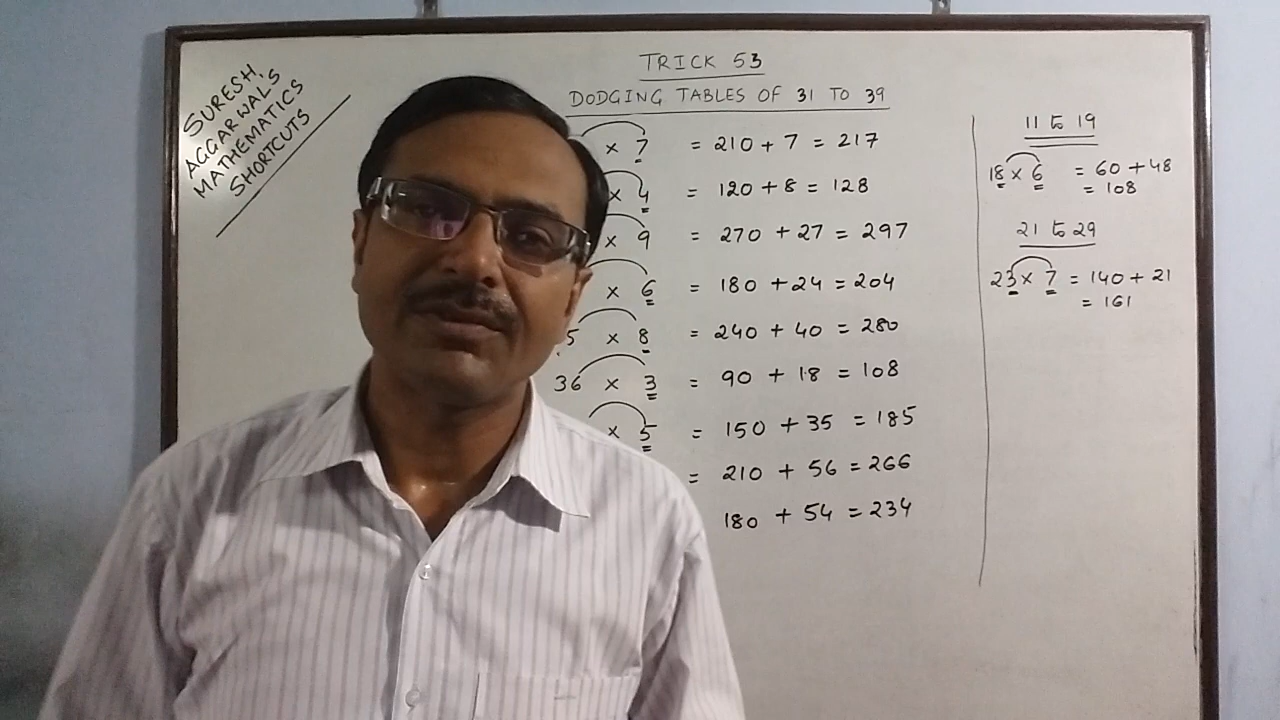 SURESH
AGGARWAL'S
MATHEMATICS
SHORTCUTS
TRICK 53
DODGING TABLES OF 31 TO 39
× 7 = 210 + 7 = 217
× 4 = 120 + 8 = 128
× 9 = 270 + 27 = 297
× 6 = 180 + 24 = 204
5 × 8 = 240 + 40 = 280
36 × 3 = 90 + 18 = 108
× 5 = 150 + 35 = 185
= 210 + 56 = 266
180 + 54 = 234
11 to 19
18 × 6 = 60 + 48
= 108
21 to 29
23 × 7 = 140 + 21
= 161